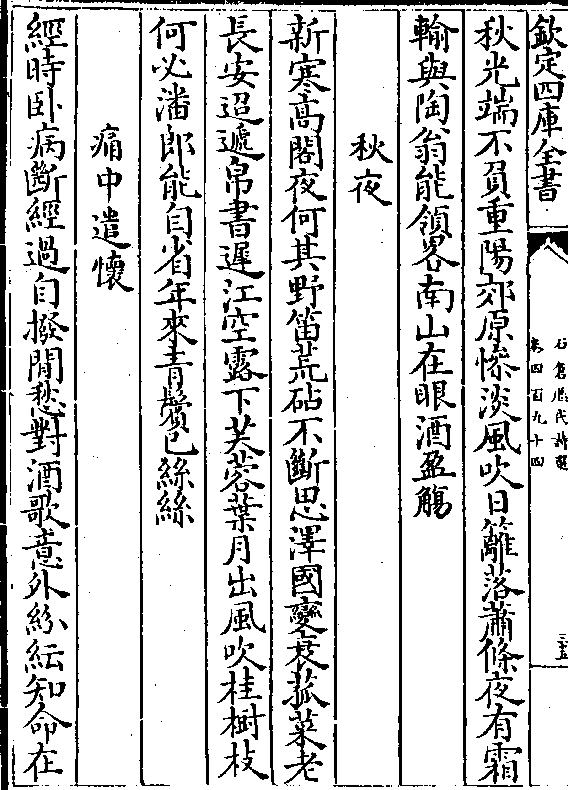 欽定四庫全書
石倉歷代詩選
卷四百九十四
秋光端不負重陽郊原慘淡風吹日籬落蕭條夜有霜
輸與陶翁能領畧南山在眼酒盈觴
秋夜
新寒高閣夜何其野笛荒砧不斷思澤國變衰菰菜老
長安迢遞帛書遲江空露下芙蓉葉月出風吹桂樹枝
何必潘郎能自省年來青鬢已絲絲
病中遣懷
經時卧病斷經過自撥閒愁對酒歌意外紛紜知命在